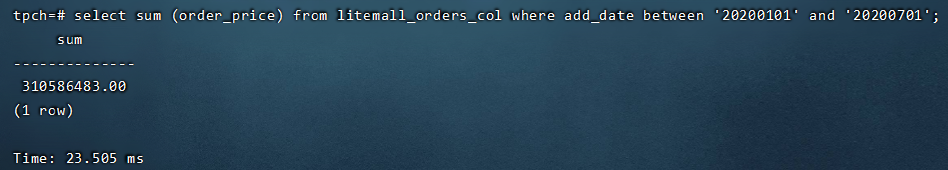 tpch=# select sum (order_price) from litemall_orders_col where add_date between '20200101' and '20200701';
sum
--------------
310586483.00
(1 row)
Time: 23.505 ms